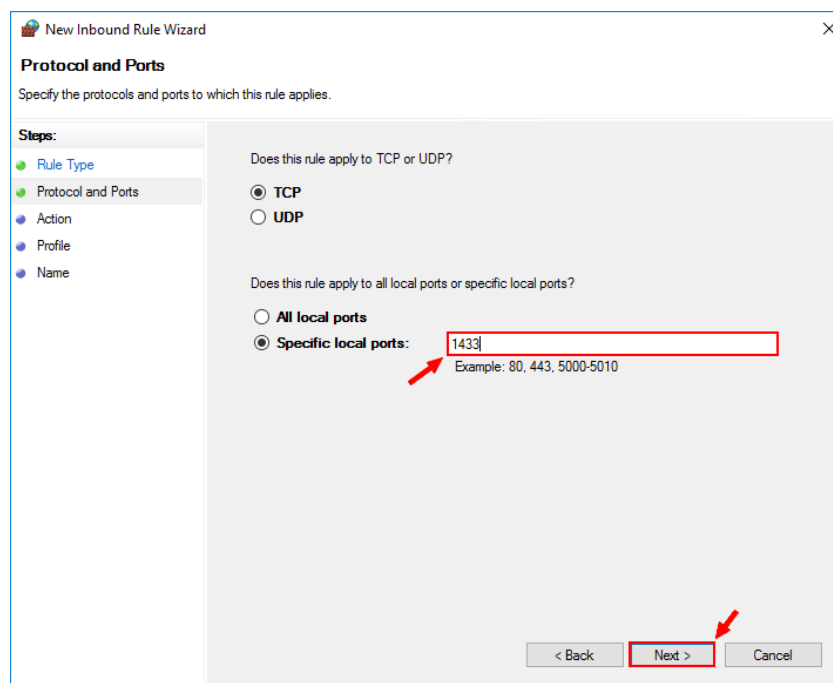 New Inbound Rule Wizard
Protocol and Ports
Specify the protocols and ports to which this rule applies.
Steps:
Rule Type
Protocol and Ports
Action
Profile
Name
Does this rule apply to TCP or UDP?
TCP
UDP
Does this rule apply to all local ports or specific local ports?
All local ports
Specific local ports: 1433
Example: 80, 443, 5000-5010
< Back Next > Cancel